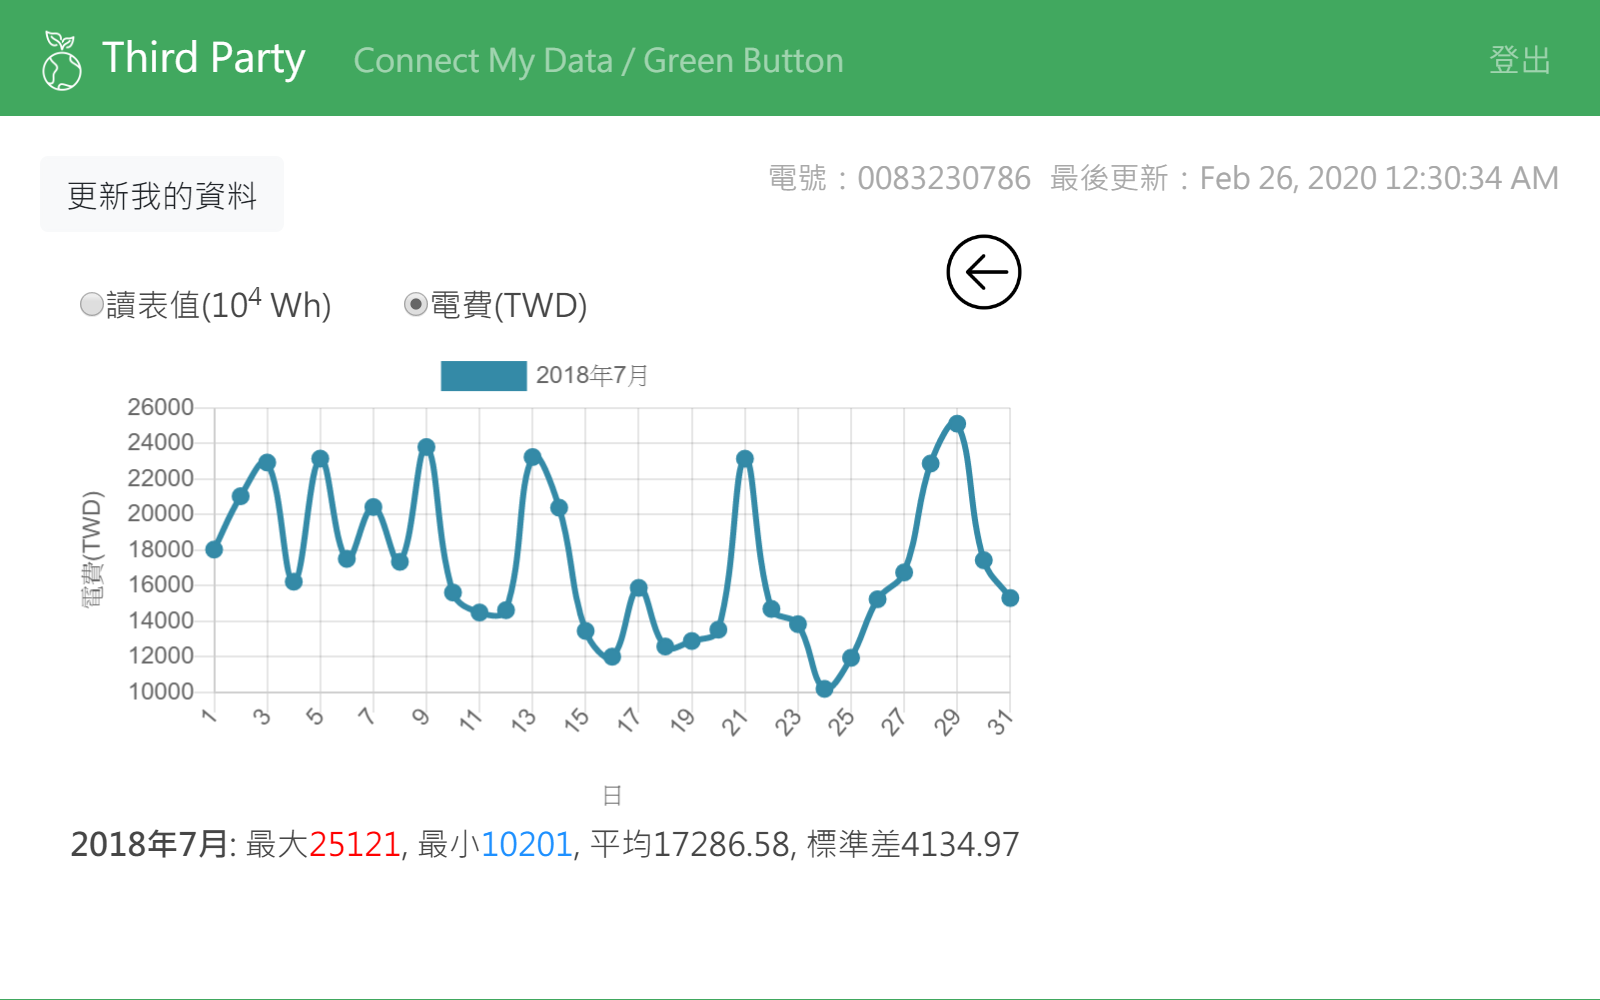 Third Party Connect My Data / Green Button 登出
更新我的資料 電號：0083230786 最後更新：Feb 26, 2020 12:30:34 AM
讀表值(10⁴ Wh) 電費(TWD)
2018年7月
電費(TWD)
26000
24000
22000
20000
18000
16000
14000
12000
10000
1 3 5 7 9 11 13 15 17 19 21 23 25 27 29 31
日
2018年7月: 最大25121, 最小10201, 平均17286.58, 標準差4134.97